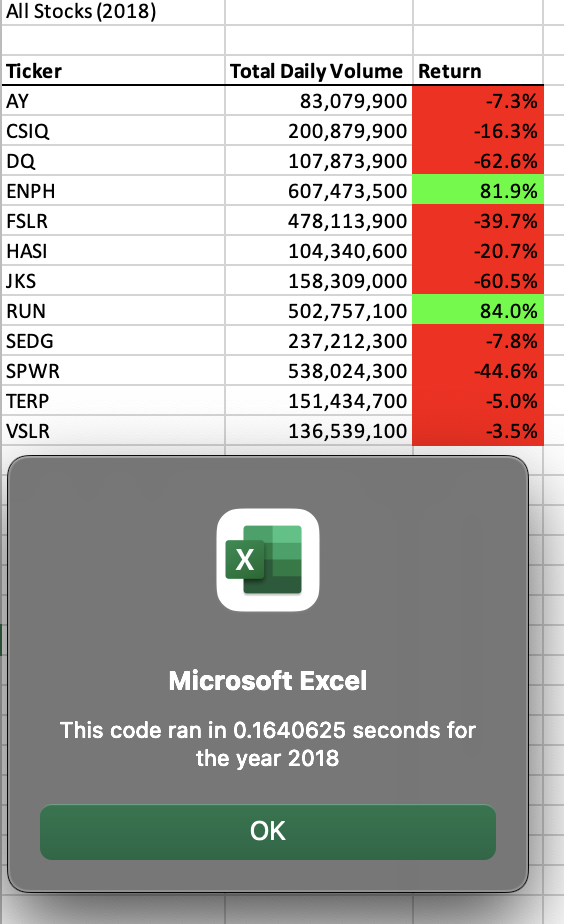 All Stocks (2018)
Ticker Total Daily Volume Return
AY 83,079,900 -7.3%
CSIQ 200,879,900 -16.3%
DQ 107,873,900 -62.6%
ENPH 607,473,500 81.9%
FSLR 478,113,900 -39.7%
HASI 104,340,600 -20.7%
JKS 158,309,000 -60.5%
RUN 502,757,100 84.0%
SEDG 237,212,300 -7.8%
SPWR 538,024,300 -44.6%
TERP 151,434,700 -5.0%
VSLR 136,539,100 -3.5%
X
Microsoft Excel
This code ran in 0.1640625 seconds for
the year 2018
OK